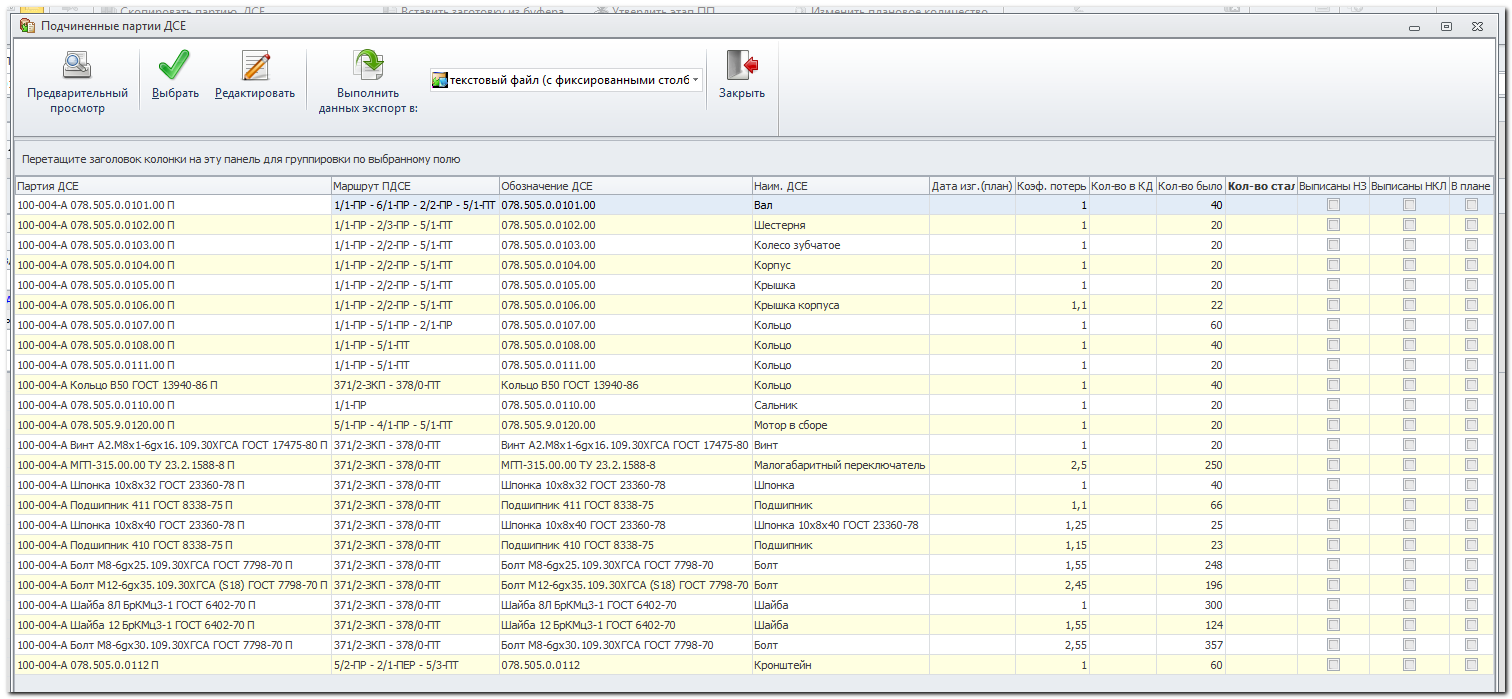 Скопировать партию ДСЕ Вставить заготовку из буфера Утвердить этап ПП Изменить плановое количество
Подчиненные партии ДСЕ
Предварительный просмотр
Выбрать
Редактировать
Выполнить данных экспорт в:
текстовый файл (с фиксированными столб
Закрыть
Перетащите заголовок колонки на эту панель для группировки по выбранному полю
Партия ДСЕ Маршрут ПДСЕ Обозначение ДСЕ Наим. ДСЕ Дата изг.(план) Коэф. потерь Кол-во в КД Кол-во было Кол-во стал Выписаны НЗ Выписаны НКЛ В плане
100-004-А 078.505.0.0101.00 П 1/1-ПР - 6/1-ПР - 2/2-ПР - 5/1-ПТ 078.505.0.0101.00 Вал 1 40
100-004-А 078.505.0.0102.00 П 1/1-ПР - 2/3-ПР - 5/1-ПТ 078.505.0.0102.00 Шестерня 1 20
100-004-А 078.505.0.0103.00 П 1/1-ПР - 2/2-ПР - 5/1-ПТ 078.505.0.0103.00 Колесо зубчатое 1 20
100-004-А 078.505.0.0104.00 П 1/1-ПР - 2/2-ПР - 5/1-ПТ 078.505.0.0104.00 Корпус 1 20
100-004-А 078.505.0.0105.00 П 1/1-ПР - 2/2-ПР - 5/1-ПТ 078.505.0.0105.00 Крышка 1 20
100-004-А 078.505.0.0106.00 П 1/1-ПР - 2/2-ПР - 5/1-ПТ 078.505.0.0106.00 Крышка корпуса 1,1 22
100-004-А 078.505.0.0107.00 П 1/1-ПР - 5/1-ПР - 2/1-ПР 078.505.0.0107.00 Кольцо 1 60
100-004-А 078.505.0.0108.00 П 1/1-ПР - 5/1-ПТ 078.505.0.0108.00 Кольцо 1 40
100-004-А 078.505.0.0111.00 П 1/1-ПР - 5/1-ПТ 078.505.0.0111.00 Кольцо 1 20
100-004-А Кольцо В50 ГОСТ 13940-86 П 371/2-ЗКП - 378/0-ПТ Кольцо В50 ГОСТ 13940-86 Кольцо 1 40
100-004-А 078.505.0.0110.00 П 1/1-ПР 078.505.0.0110.00 Сальник 1 20
100-004-А 078.505.9.0120.00 П 5/1-ПР - 4/1-ПР - 5/1-ПТ 078.505.9.0120.00 Мотор в сборе 1 20
100-004-А Винт А2.М8х1-6gх16.109.30ХГСА ГОСТ 17475-80 П 371/2-ЗКП - 378/0-ПТ Винт А2.М8х1-6gх16.109.30ХГСА ГОСТ 17475-80 Винт 1 20
100-004-А МГП-315.00.00 ТУ 23.2.1588-8 П 371/2-ЗКП - 378/0-ПТ МГП-315.00.00 ТУ 23.2.1588-8 Малогабаритный переключатель 2,5 250
100-004-А Шпонка 10х8х32 ГОСТ 23360-78 П 371/2-ЗКП - 378/0-ПТ Шпонка 10х8х32 ГОСТ 23360-78 Шпонка 1 40
100-004-А Подшипник 411 ГОСТ 8338-75 П 371/2-ЗКП - 378/0-ПТ Подшипник 411 ГОСТ 8338-75 Подшипник 1,1 66
100-004-А Шпонка 10х8х40 ГОСТ 23360-78 П 371/2-ЗКП - 378/0-ПТ Шпонка 10х8х40 ГОСТ 23360-78 Шпонка 10х8х40 ГОСТ 23360-78 1,25 25
100-004-А Подшипник 410 ГОСТ 8338-75 П 371/2-ЗКП - 378/0-ПТ Подшипник 410 ГОСТ 8338-75 Подшипник 1,15 23
100-004-А Болт М8-6gх25.109.30ХГСА ГОСТ 7798-70 П 371/2-ЗКП - 378/0-ПТ Болт М8-6gх25.109.30ХГСА ГОСТ 7798-70 Болт 1,55 248
100-004-А Болт М12-6gх35.109.30ХГСА (S18) ГОСТ 7798-70 П 371/2-ЗКП - 378/0-ПТ Болт М12-6gх35.109.30ХГСА (S18) ГОСТ 7798-70 Болт 2,45 196
100-004-А Шайба 8Л БрКМц3-1 ГОСТ 6402-70 П 371/2-ЗКП - 378/0-ПТ Шайба 8Л БрКМц3-1 ГОСТ 6402-70 Шайба 1 300
100-004-А Шайба 12 БрКМц3-1 ГОСТ 6402-70 П 371/2-ЗКП - 378/0-ПТ Шайба 12 БрКМц3-1 ГОСТ 6402-70 Шайба 1,55 124
100-004-А Болт М8-6gх30.109.30ХГСА ГОСТ 7798-70 П 371/2-ЗКП - 378/0-ПТ Болт М8-6gх30.109.30ХГСА ГОСТ 7798-70 Болт 2,55 357
100-004-А 078.505.0.0112 П 5/2-ПР - 2/1-ПЕР - 5/3-ПТ 078.505.0.0112 Кронштейн 1 60